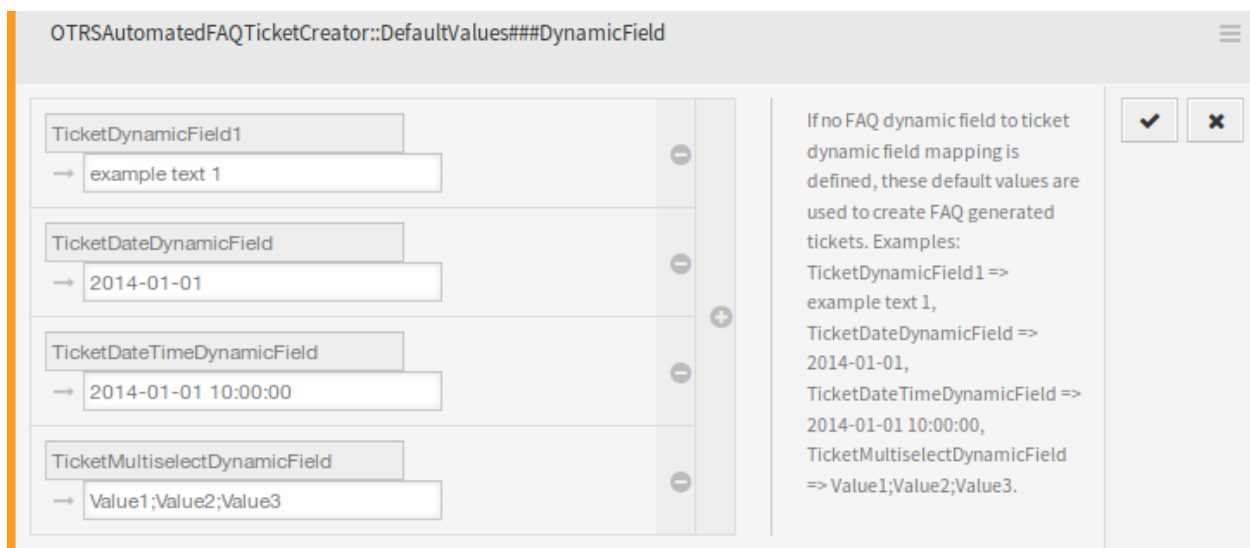 OTRSAutomatedFAQTicketCreator::DefaultValues###DynamicField
TicketDynamicField1
example text 1
TicketDateDynamicField
2014-01-01
TicketDateTimeDynamicField
2014-01-01 10:00:00
TicketMultiselectDynamicField
Value1;Value2;Value3
If no FAQ dynamic field to ticket
dynamic field mapping is
defined, these default values are
used to create FAQ generated
tickets. Examples:
TicketDynamicField1 =>
example text 1,
TicketDateDynamicField =>
2014-01-01,
TicketDateTimeDynamicField =>
2014-01-01 10:00:00,
TicketMultiselectDynamicField
=> Value1;Value2;Value3.